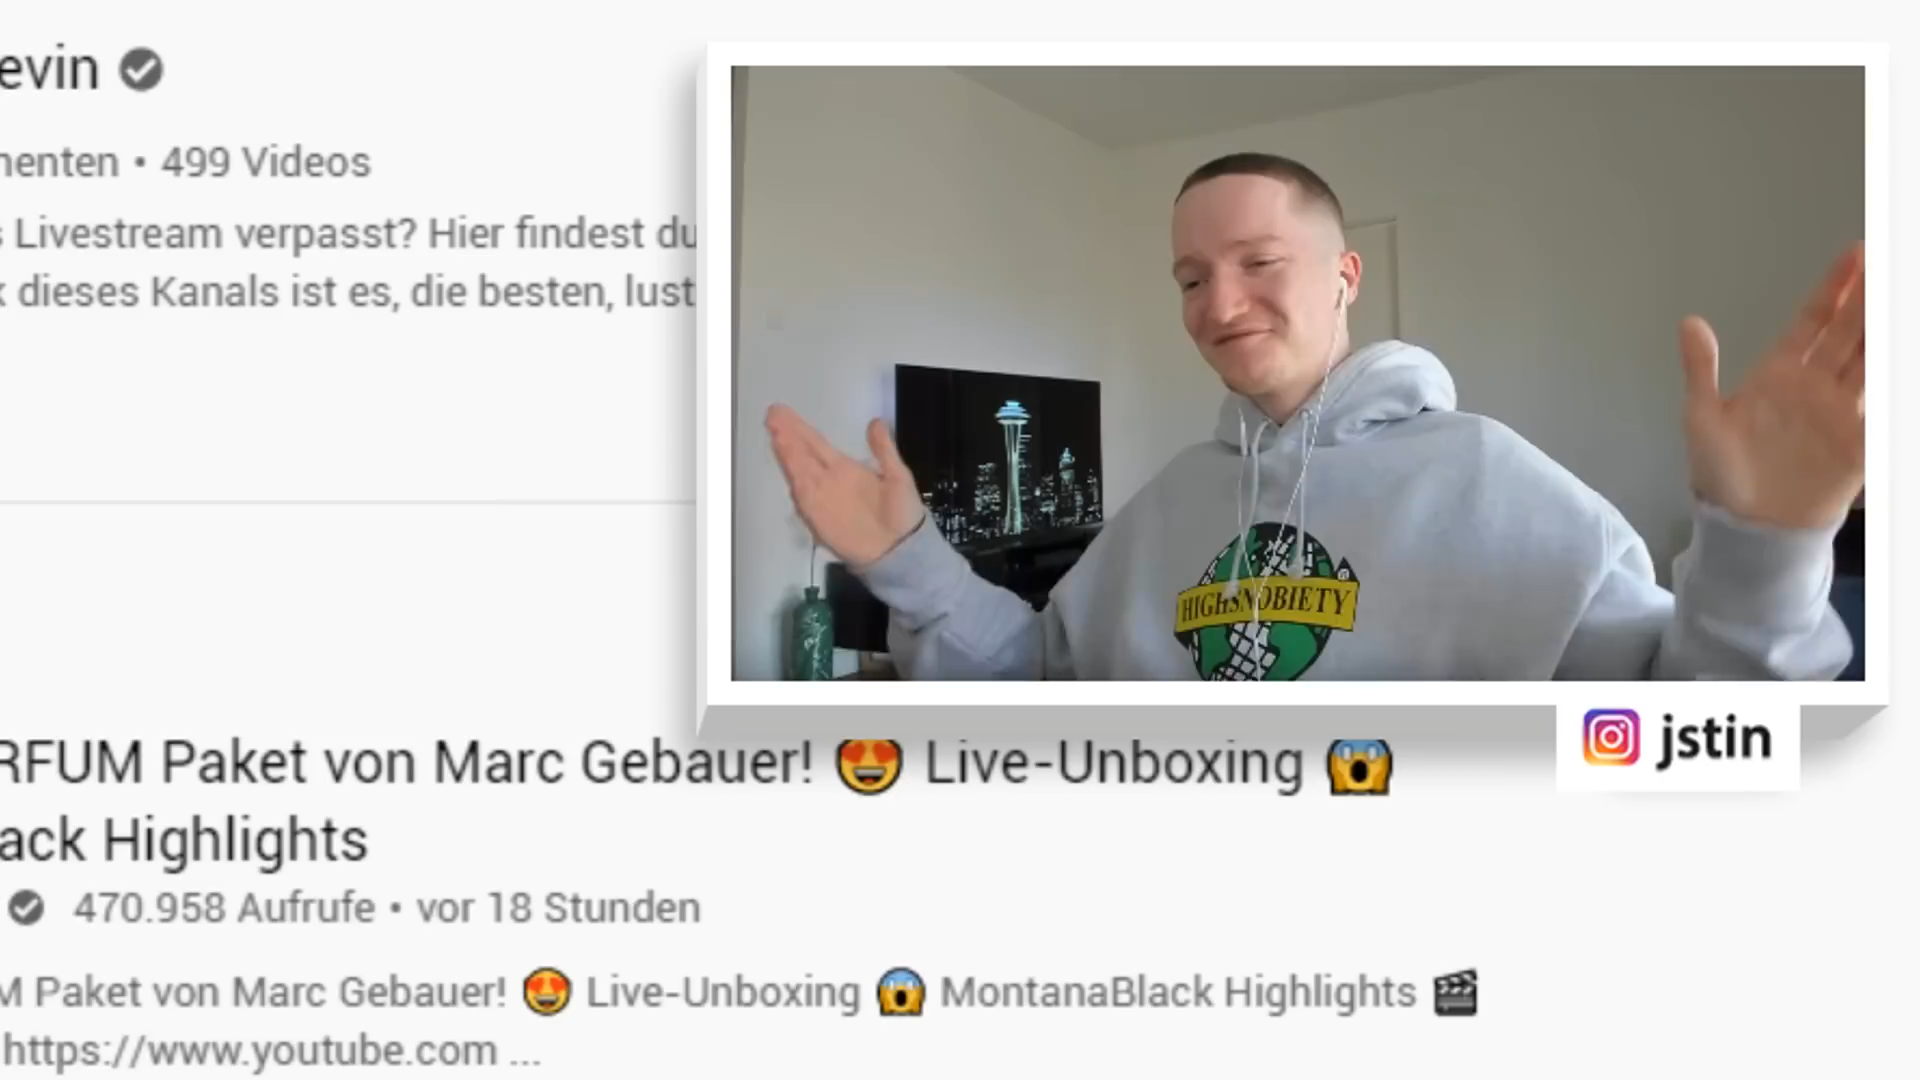 evin
menten • 499 Videos
s Livestream verpasst? Hier findest du
k dieses Kanals ist es, die besten, lust
HIGHSNOBIETY
®
jstin
RFUM Paket von Marc Gebauer! 😍 Live-Unboxing 😱
ack Highlights
470.958 Aufrufe • vor 18 Stunden
M Paket von Marc Gebauer! 😍 Live-Unboxing 😱 MontanaBlack Highlights 🎬
https://www.youtube.com ...